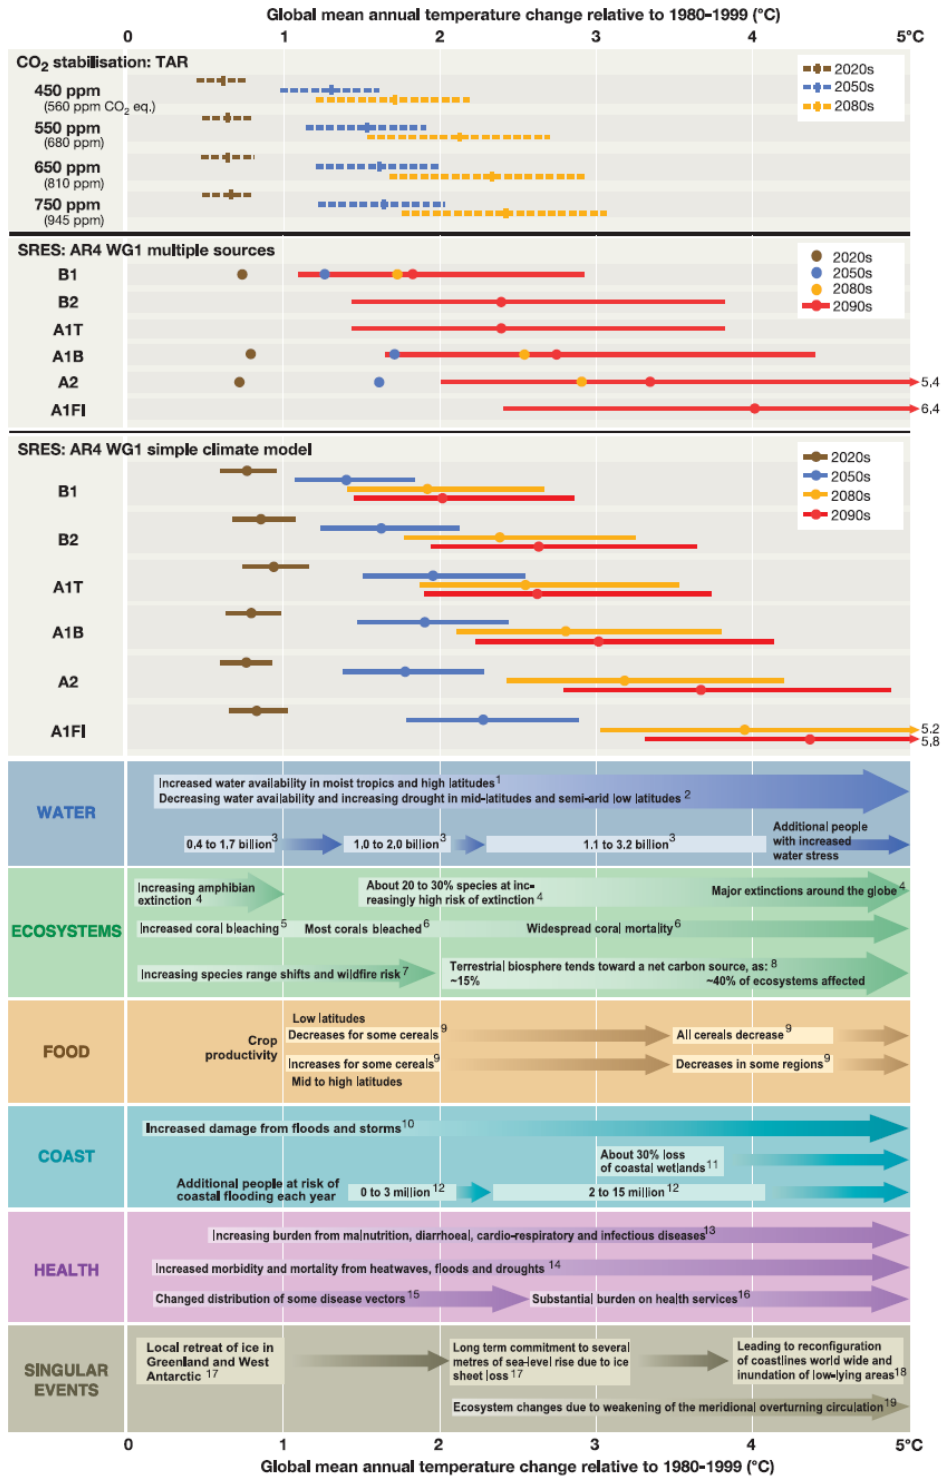 Global mean annual temperature change relative to 1980-1999 (°C)
0 1 2 3 4 5°C
CO2 stabilisation: TAR
450 ppm
(560 ppm CO2 eq.)
550 ppm
(680 ppm)
650 ppm
(810 ppm)
750 ppm
(945 ppm)
2020s
2050s
2080s
SRES: AR4 WG1 multiple sources
B1
B2
A1T
A1B
A2
A1FI
2020s
2050s
2080s
2090s
5.4
6.4
SRES: AR4 WG1 simple climate model
B1
B2
A1T
A1B
A2
A1FI
2020s
2050s
2080s
2090s
5.2
5.8
WATER
Increased water availability in moist tropics and high latitudes 1
Decreasing water availability and increasing drought in mid-latitudes and semi-arid low latitudes 2
0.4 to 1.7 billion 3
1.0 to 2.0 billion 3
1.1 to 3.2 billion 3
Additional people
with increased
water stress
ECOSYSTEMS
Increasing amphibian
extinction 4
About 20 to 30% species at inc-
reasingly high risk of extinction 4
Major extinctions around the globe 4
Increased coral bleaching 5
Most corals bleached 6
Widespread coral mortality 6
Increasing species range shifts and wildfire risk 7
Terrestrial biosphere tends toward a net carbon source, as: 8
~15%
~40% of ecosystems affected
FOOD
Crop
productivity
Low latitudes
Decreases for some cereals 9
All cereals decrease 9
Increases for some cereals 9
Mid to high latitudes
Decreases in some regions 9
COAST
Increased damage from floods and storms 10
About 30% loss
of coastal wetlands 11
Additional people at risk of
coastal flooding each year
0 to 3 million 12
2 to 15 million 12
HEALTH
Increasing burden from malnutrition, diarrhoeal, cardio-respiratory and infectious diseases 13
Increased morbidity and mortality from heatwaves, floods and droughts 14
Changed distribution of some disease vectors 15
Substantial burden on health services 16
SINGULAR
EVENTS
Local retreat of ice in
Greenland and West
Antarctic 17
Long term commitment to several
metres of sea-level rise due to ice
sheet loss 17
Leading to reconfiguration
of coastlines world wide and
inundation of low-lying areas 18
Ecosystem changes due to weakening of the meridional overturning circulation 19
0 1 2 3 4 5°C
Global mean annual temperature change relative to 1980-1999 (°C)